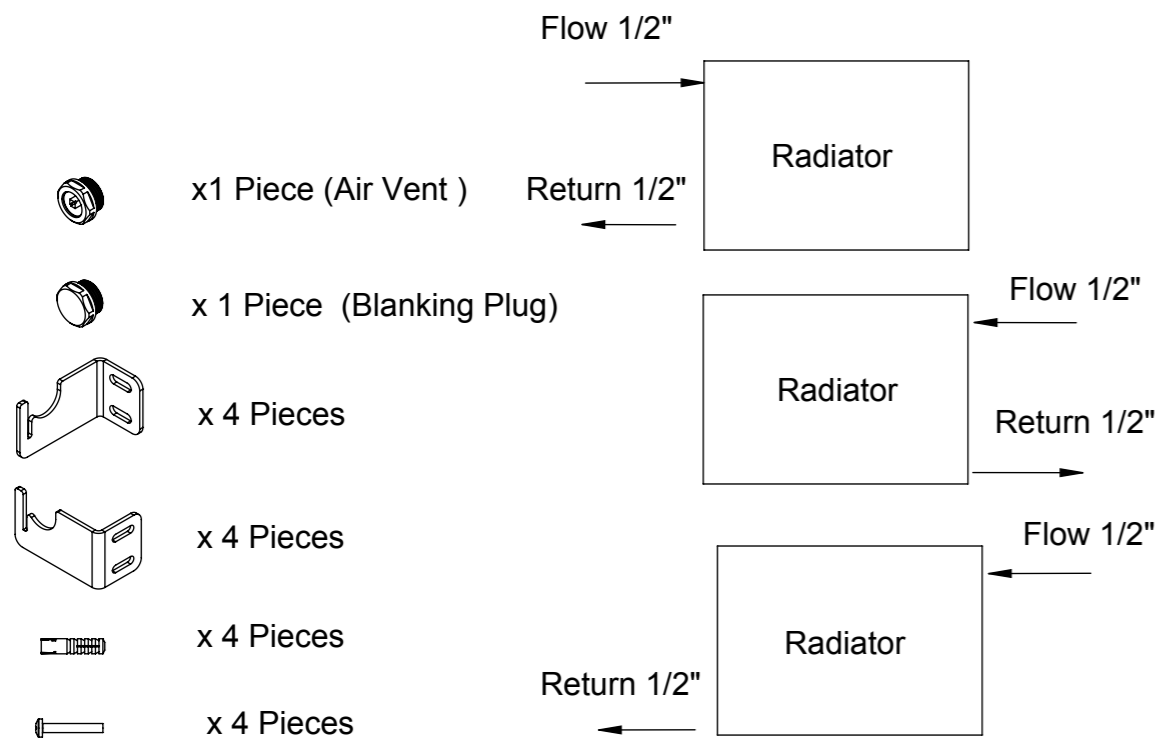 x1 Piece (Air Vent )
x 1 Piece (Blanking Plug)
x 4 Pieces
x 4 Pieces
x 4 Pieces
x 4 Pieces
Flow 1/2"
Radiator
Return 1/2"
Flow 1/2"
Radiator
Return 1/2"
Flow 1/2"
Radiator
Return 1/2"